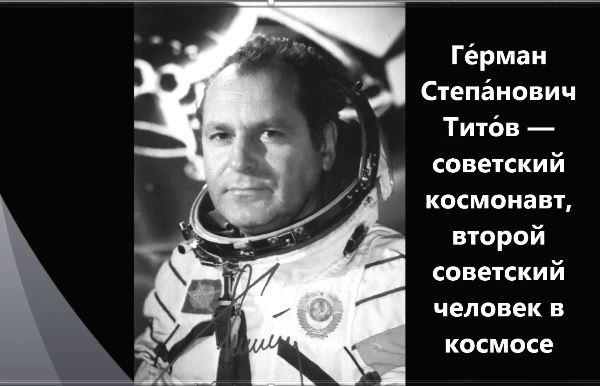 Ге́рман
Степа́нович
Тито́в —
советский
космонавт,
второй
советский
человек в
космосе